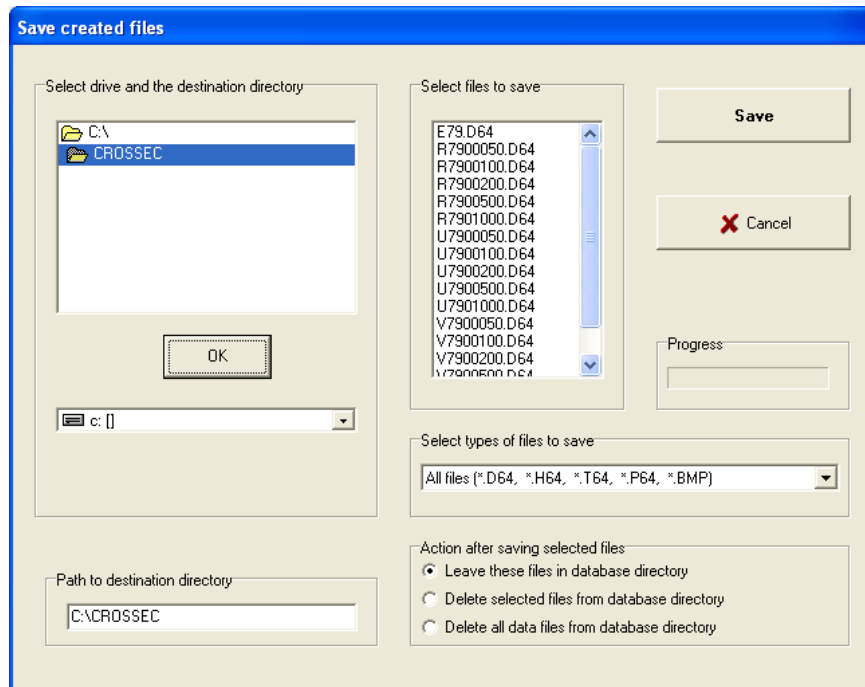 Save created files
Select drive and the destination directory
C:\
CROSSEC
OK
c: []
Path to destination directory
C:\CROSSEC
Select files to save
E79.D64
R7900050.D64
R7900100.D64
R7900200.D64
R7900500.D64
R7901000.D64
U7900050.D64
U7900100.D64
U7900200.D64
U7900500.D64
U7901000.D64
V7900050.D64
V7900100.D64
V7900200.D64
V7900500.D64
Select types of files to save
All files (*.D64, *.H64, *.T64, *.P64, *.BMP)
Action after saving selected files
Leave these files in database directory
Delete selected files from database directory
Delete all data files from database directory
Save
Cancel
Progress